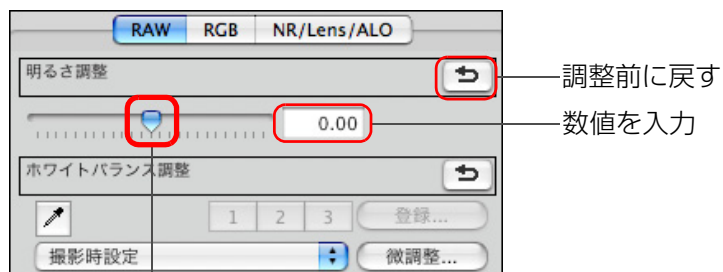 RAW RGB NR/Lens/ALO
明るさ調整
調整前に戻す
0.00
数値を入力
ホワイトバランス調整
1 2 3 登録...
撮影時設定 微調整...